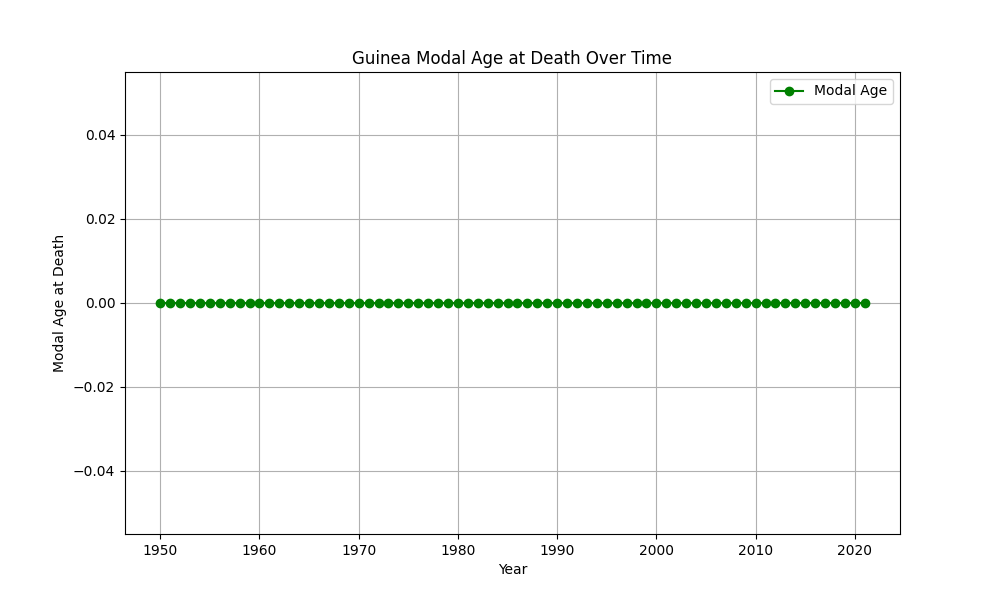 Guinea Modal Age at Death Over Time
Modal Age
Modal Age at Death
0.04
0.02
0.00
−0.02
−0.04
1950 1960 1970 1980 1990 2000 2010 2020
Year